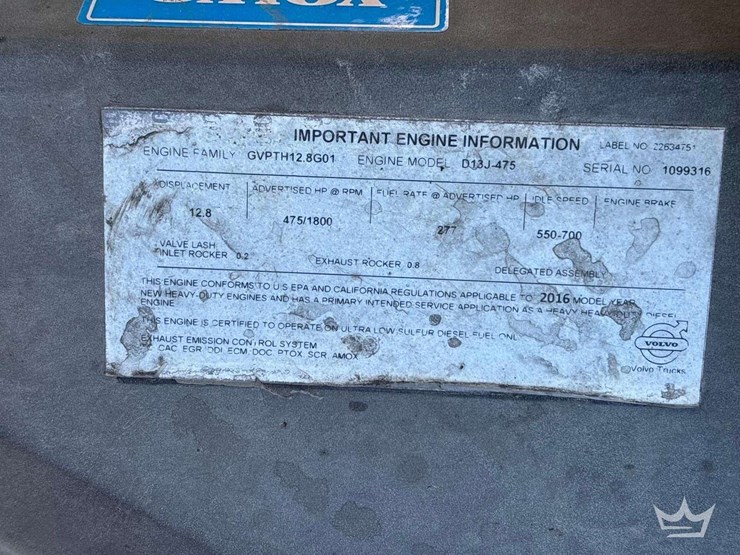 IMPORTANT ENGINE INFORMATION LABEL NO 22634751
ENGINE FAMILY GVPTH12.8G01 ENGINE MODEL D13J-475 SERIAL NO 1099316
DISPLACEMENT ADVERTISED HP @ RPM FUEL RATE @ ADVERTISED HP IDLE SPEED ENGINE BRAKE
12.8 475/1800 277 550-700
VALVE LASH
INLET ROCKER 0.2 EXHAUST ROCKER 0.8 DELEGATED ASSEMBLY
THIS ENGINE CONFORMS TO U S EPA AND CALIFORNIA REGULATIONS APPLICABLE TO 2016 MODEL YEAR
NEW HEAVY-DUTY ENGINES AND HAS A PRIMARY INTENDED SERVICE APPLICATION AS A HEAVY HEAVY DUTY DIESEL
ENGINE
THIS ENGINE IS CERTIFIED TO OPERATE ON ULTRA LOW SULFUR DIESEL FUEL ONL
EXHAUST EMISSION CONTROL SYSTEM
CAC, EGR, DDI, ECM, DOC, PTOX, SCR, AMOX
VOLVO
Volvo Trucks